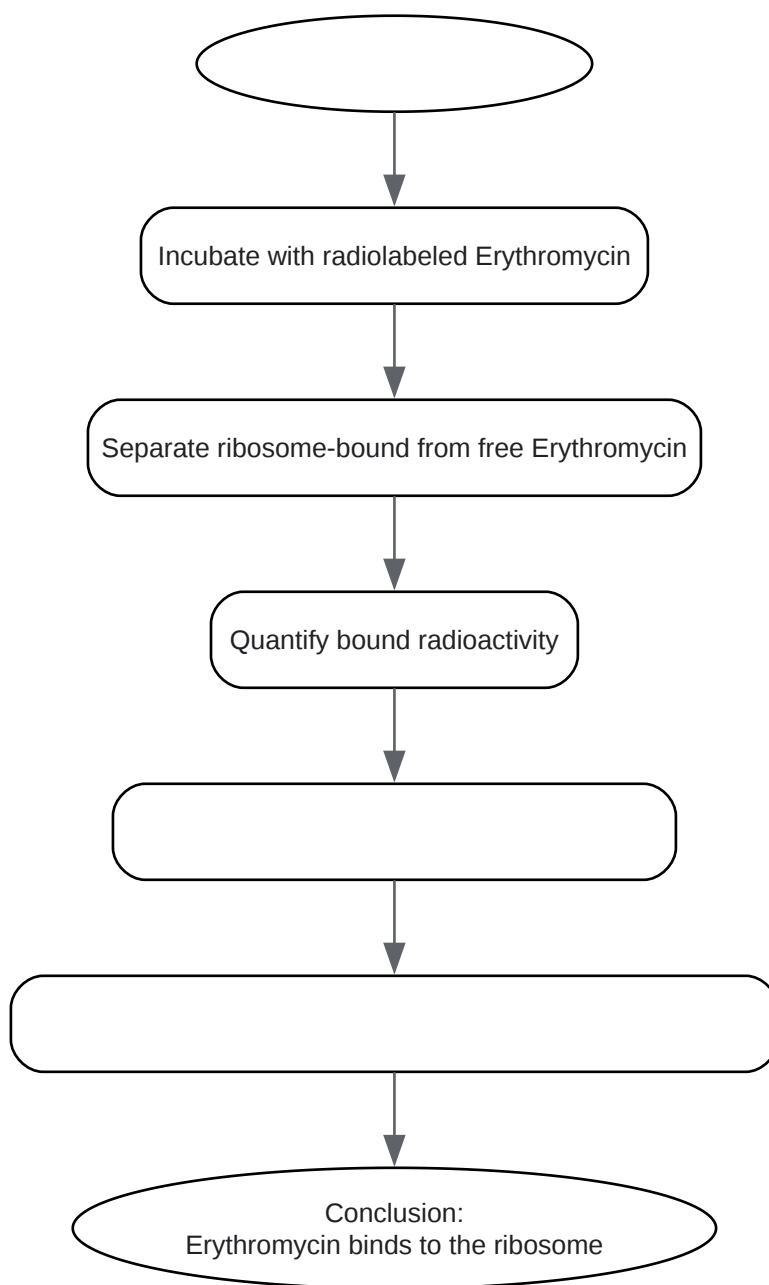 Incubate with radiolabeled Erythromycin
Separate ribosome-bound from free Erythromycin
Quantify bound radioactivity
Conclusion:
Erythromycin binds to the ribosome